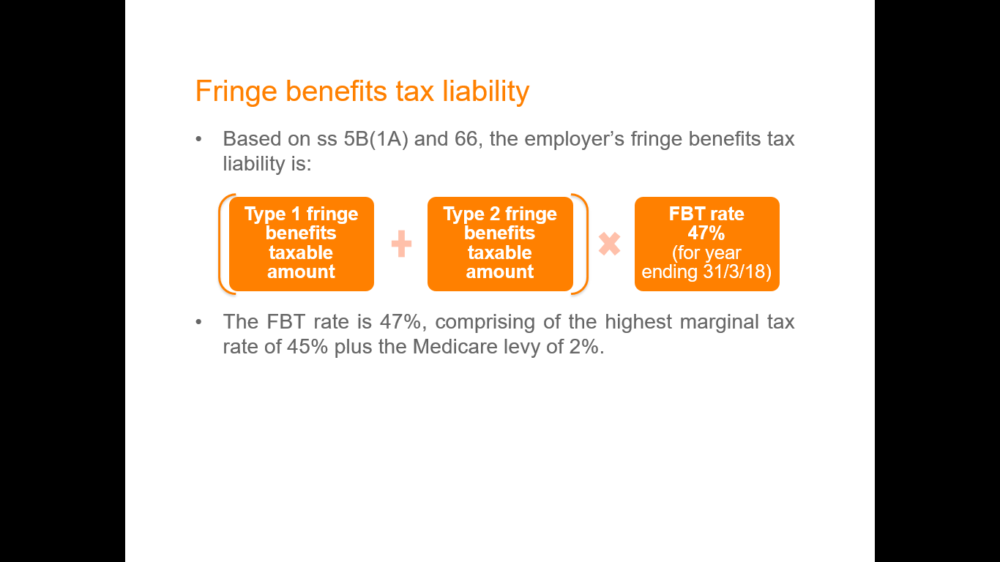 Fringe benefits tax liability
• Based on ss 5B(1A) and 66, the employer’s fringe benefits tax
liability is:
Type 1 fringe
benefits
taxable
amount
Type 2 fringe
benefits
taxable
amount
FBT rate
47%
(for year
ending 31/3/18)
• The FBT rate is 47%, comprising of the highest marginal tax
rate of 45% plus the Medicare levy of 2%.